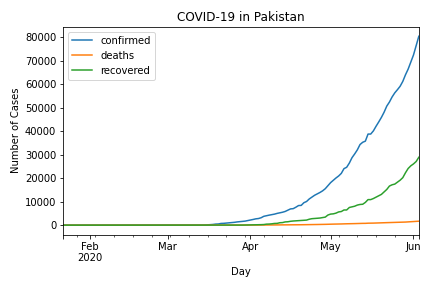 COVID-19 in Pakistan
confirmed
deaths
recovered
Number of Cases
80000
70000
60000
50000
40000
30000
20000
10000
0
Feb
2020
Mar
Apr
May
Jun
Day